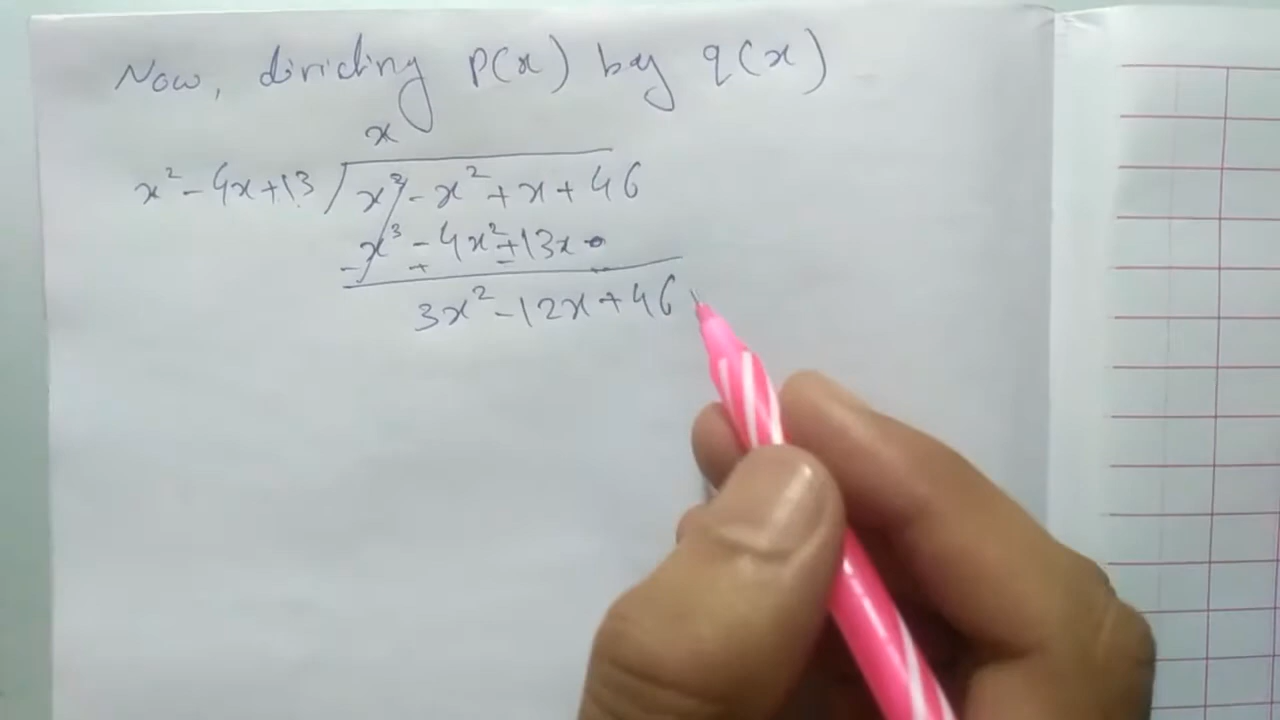 Now, dividing p(x) by q(x)
x
x² - 4x + 13 / x³ - x² + x + 46
x³ - 4x² + 13x
- + -
3x² - 12x + 46